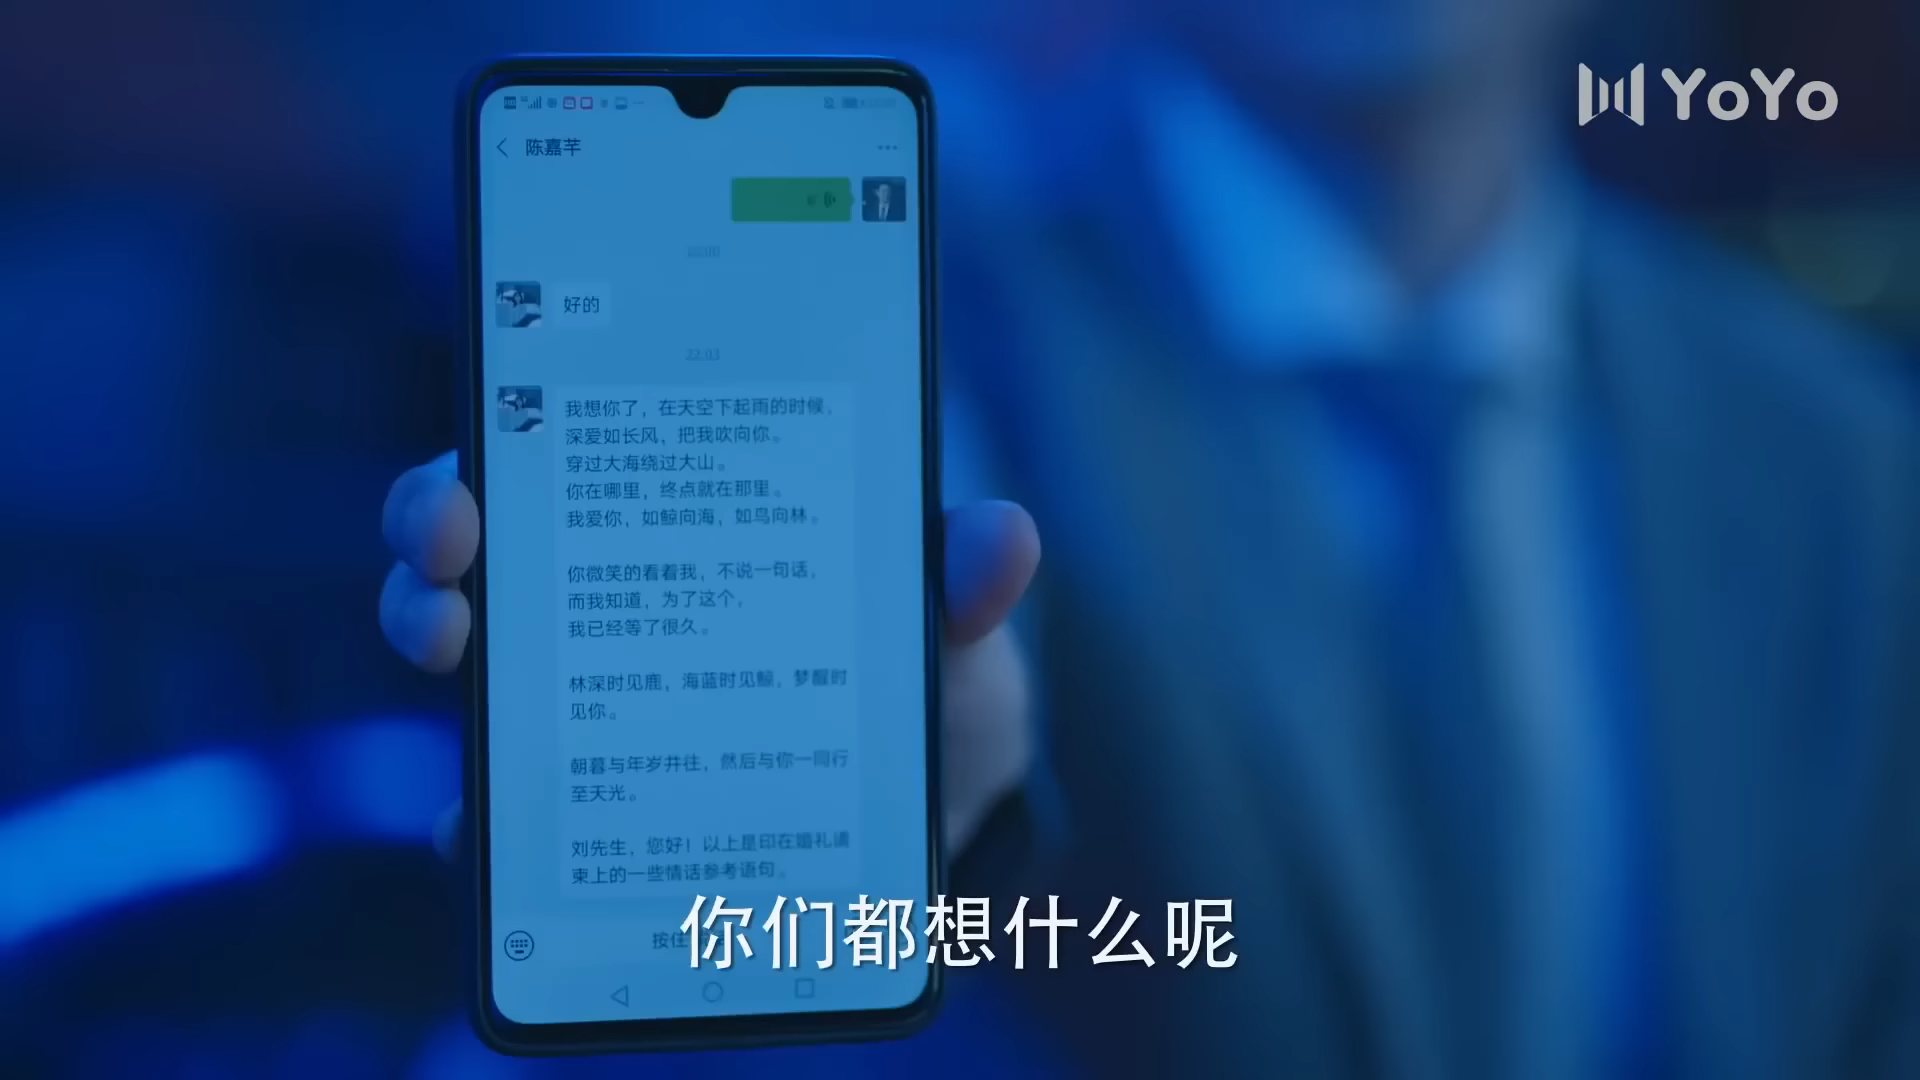 YoYo
陈嘉芊
好的
22:03
我想你了，在天空下起雨的时候，
深爱如长风，把我吹向你。
穿过大海绕过大山。
你在哪里，终点就在那里。
我爱你，如鲸向海，如鸟向林。
你微笑的看着我，不说一句话，
而我知道，为了这个，
我已经等了很久。
林深时见鹿，海蓝时见鲸，梦醒时
见你。
朝暮与年岁并往，然后与你一同行
至天光。
刘先生，您好！以上是印在婚礼请
柬上的一些情话参考语句。
按住
你们都想什么呢